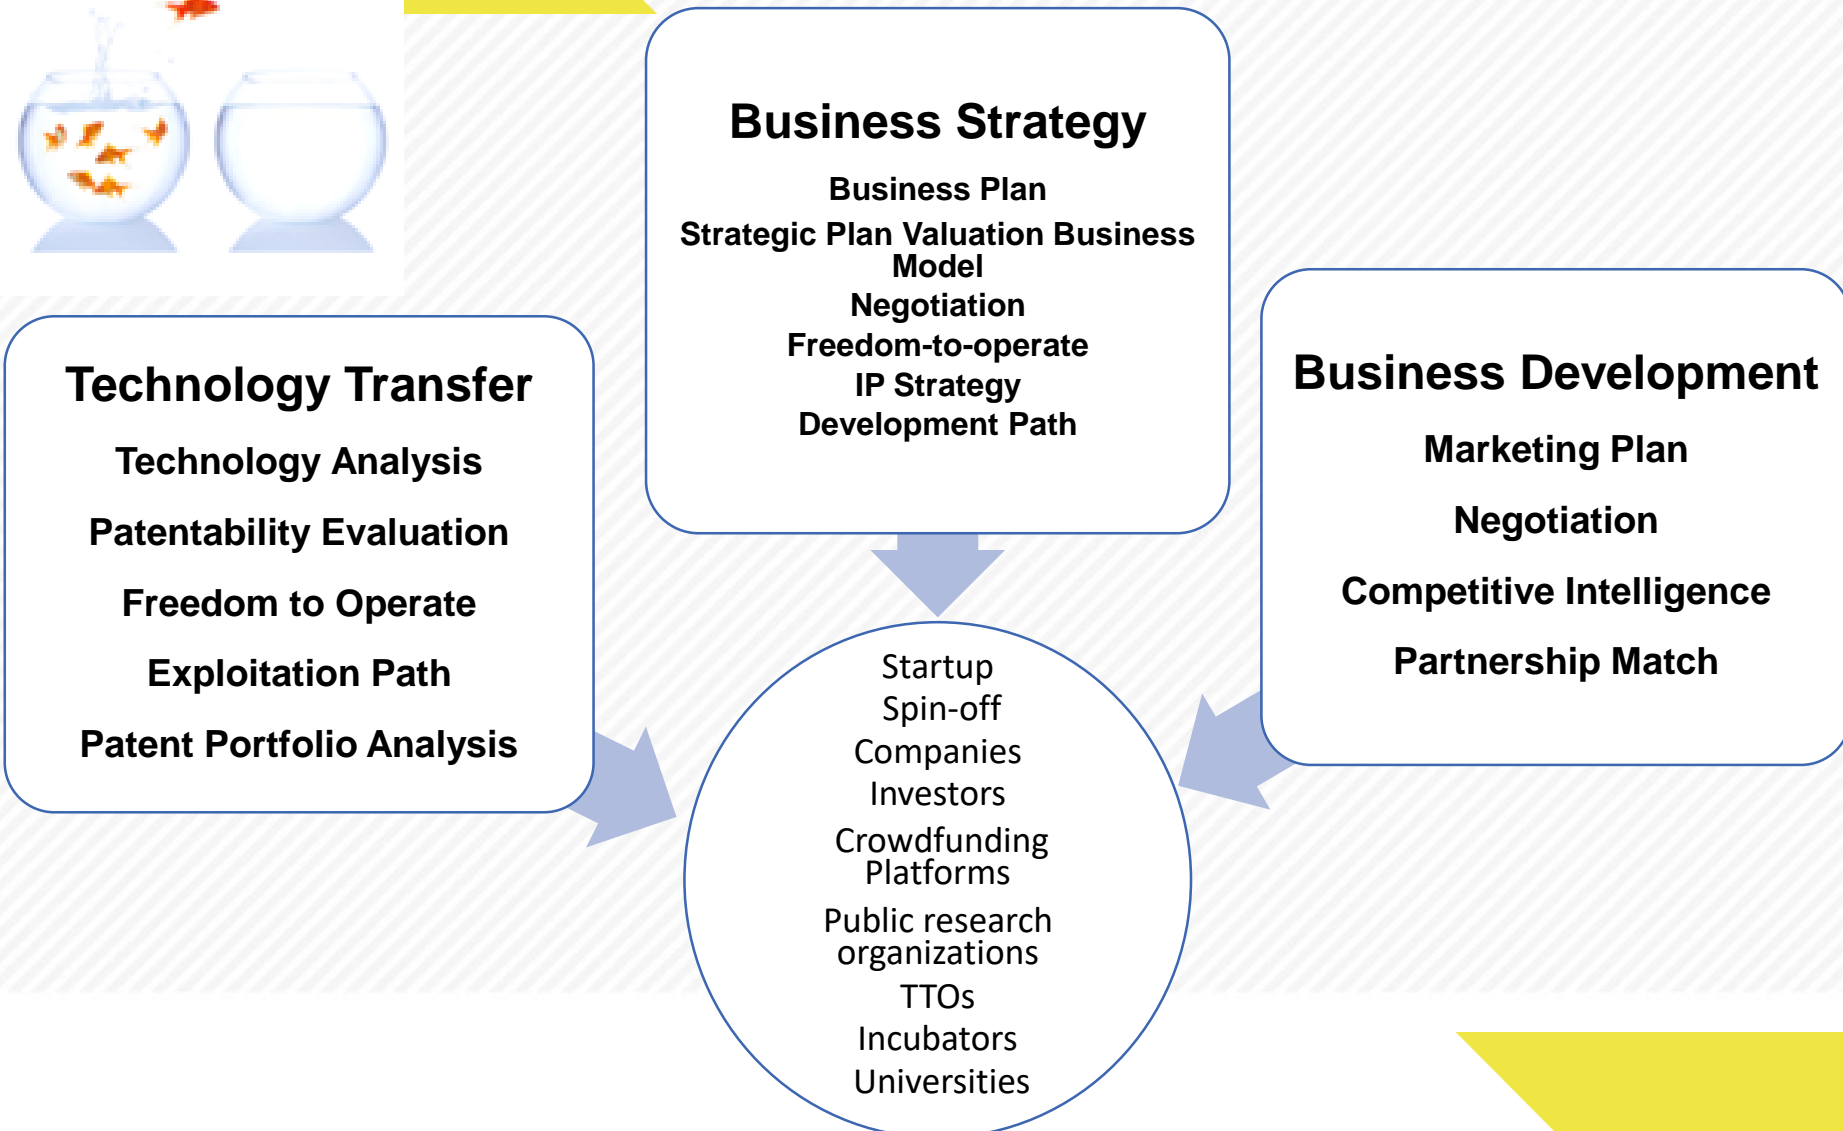 Business Strategy
Business Plan
Strategic Plan Valuation Business
Model
Negotiation
Freedom-to-operate
IP Strategy
Development Path
Technology Transfer
Technology Analysis
Patentability Evaluation
Freedom to Operate
Exploitation Path
Patent Portfolio Analysis
Business Development
Marketing Plan
Negotiation
Competitive Intelligence
Partnership Match
Startup
Spin-off
Companies
Investors
Crowdfunding
Platforms
Public research
organizations
TTOs
Incubators
Universities